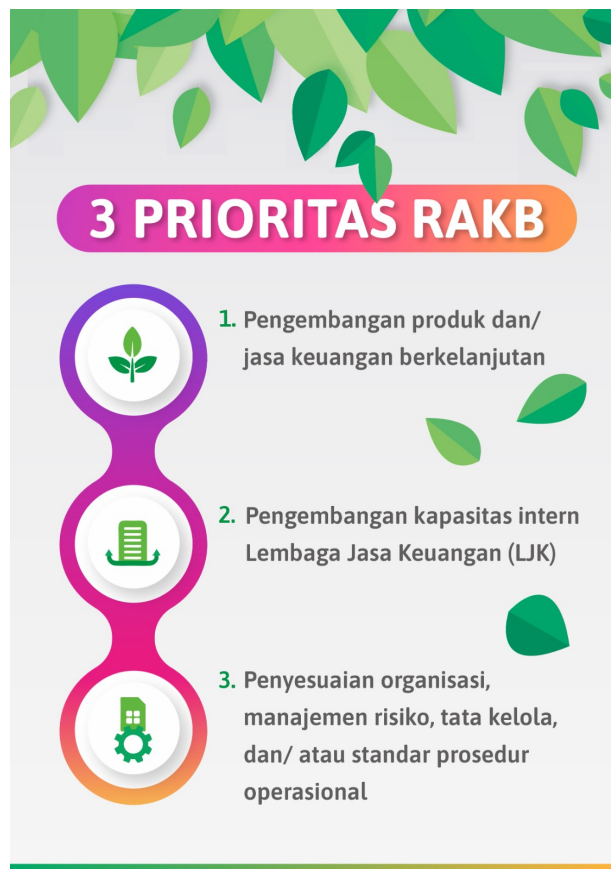 3 PRIORITAS RAKB
1. Pengembangan produk dan/
jasa keuangan berkelanjutan
2. Pengembangan kapasitas intern
Lembaga Jasa Keuangan (LJK)
3. Penyesuaian organisasi,
manajemen risiko, tata kelola,
dan/ atau standar prosedur
operasional